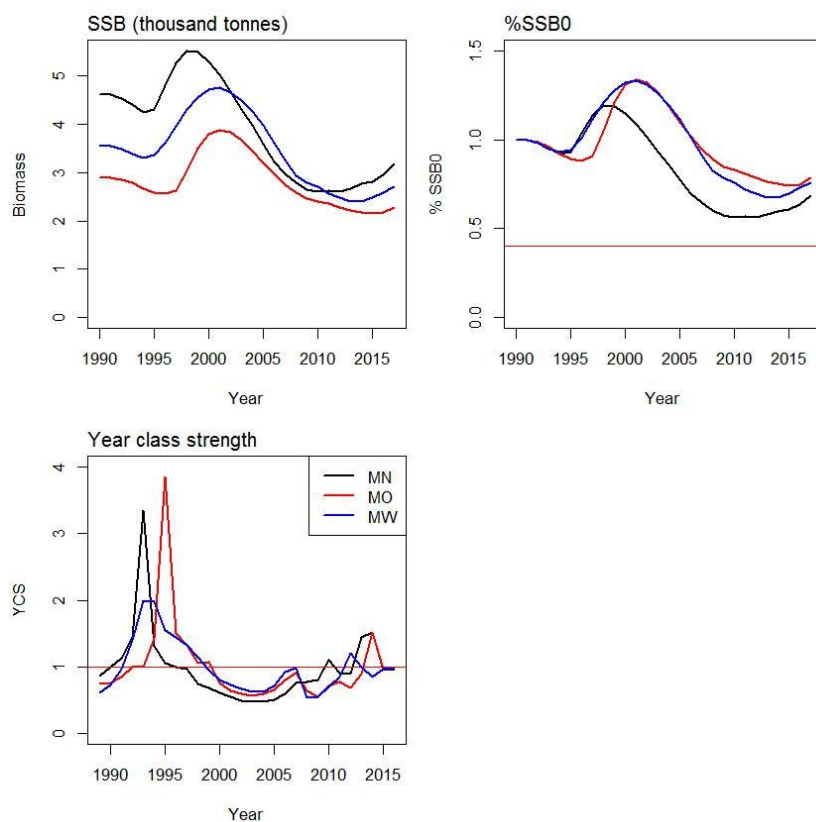 SSB (thousand tonnes)
Biomass
5
4
3
2
1
0
1990 1995 2000 2005 2010 2015
Year
%SSB0
% SSB0
1.5
1.0
0.5
0.0
1990 1995 2000 2005 2010 2015
Year
Year class strength
YCS
4
3
2
1
0
MN
MO
MW
1990 1995 2000 2005 2010 2015
Year